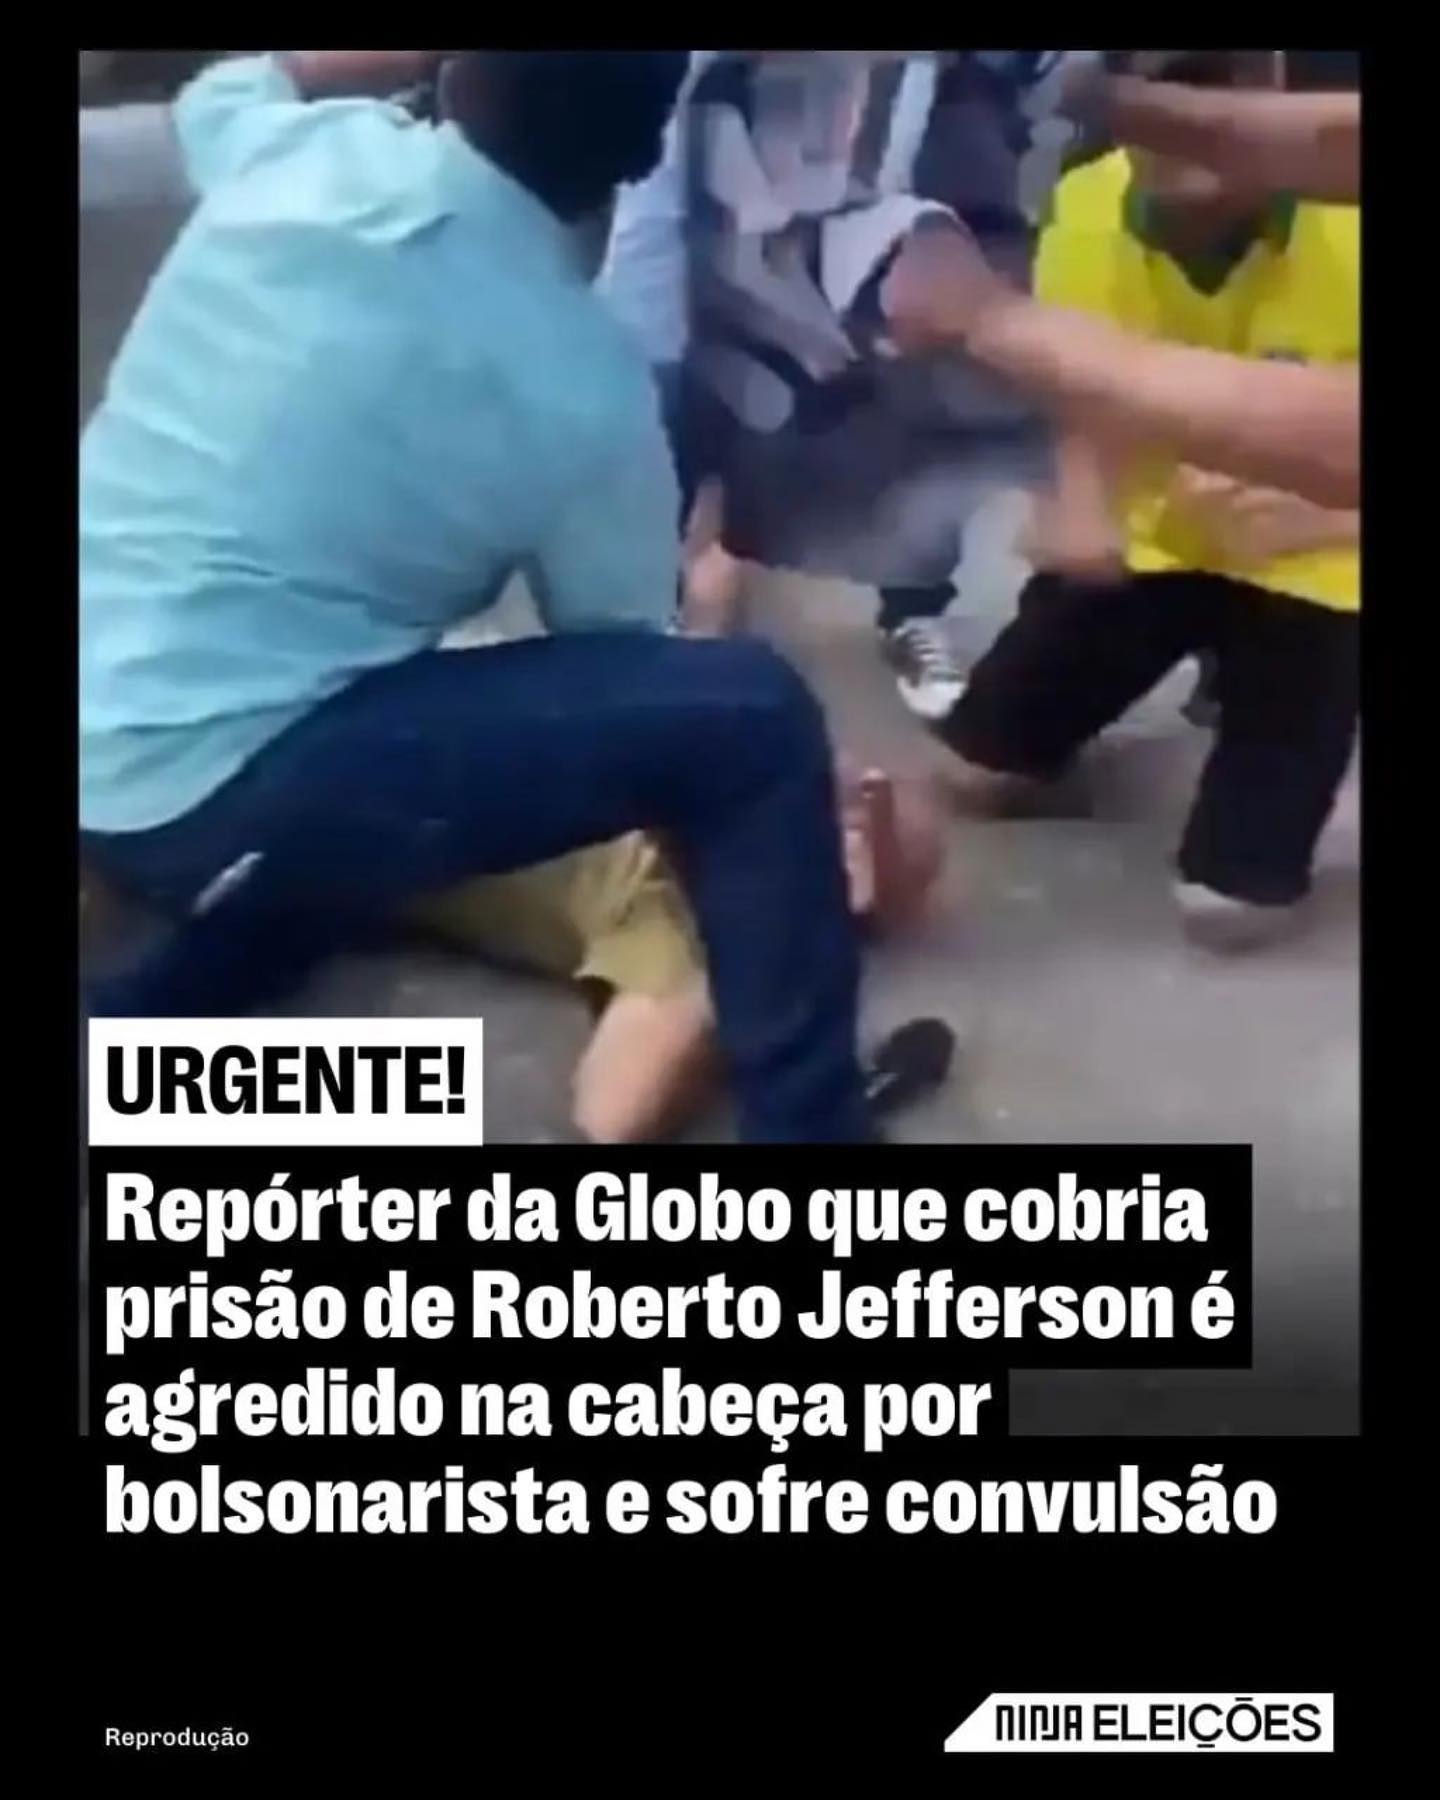 URGENTE!
Repórter da Globo que cobria
prisão de Roberto Jefferson é
agredido na cabeça por
bolsonarista e sofre convulsão
Reprodução
NINJA ELEIÇÕES